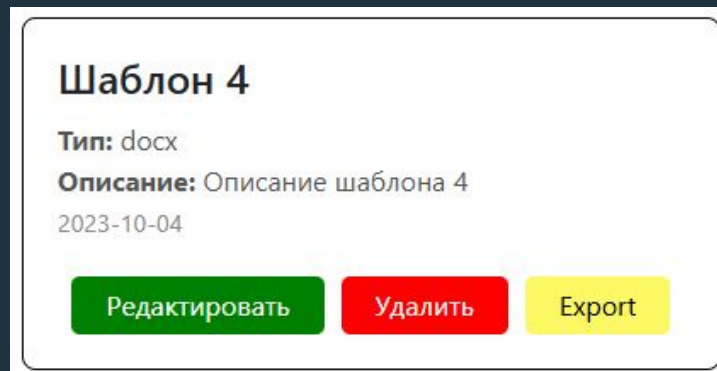 Шаблон 4
Тип: docx
Описание: Описание шаблона 4
2023-10-04
Редактировать Удалить Export